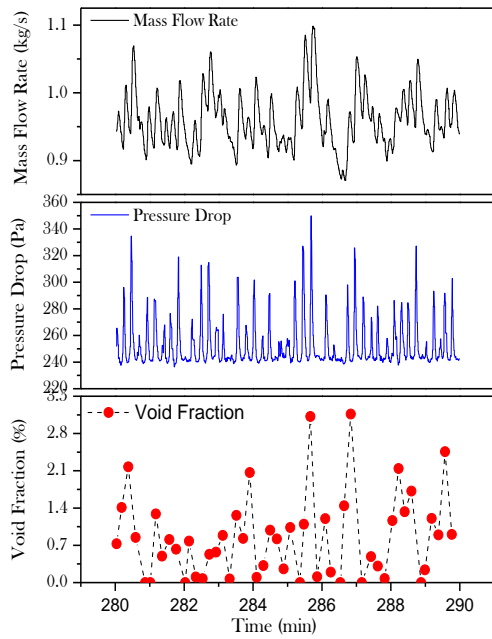 Mass Flow Rate (kg/s)
1.1
1.0
0.9
Mass Flow Rate
Pressure Drop (Pa)
360
340
320
300
280
260
240
220
Pressure Drop
Void Fraction (%)
3.5
2.8
2.1
1.4
0.7
0.0
Void Fraction
280 282 284 286 288 290
Time (min)